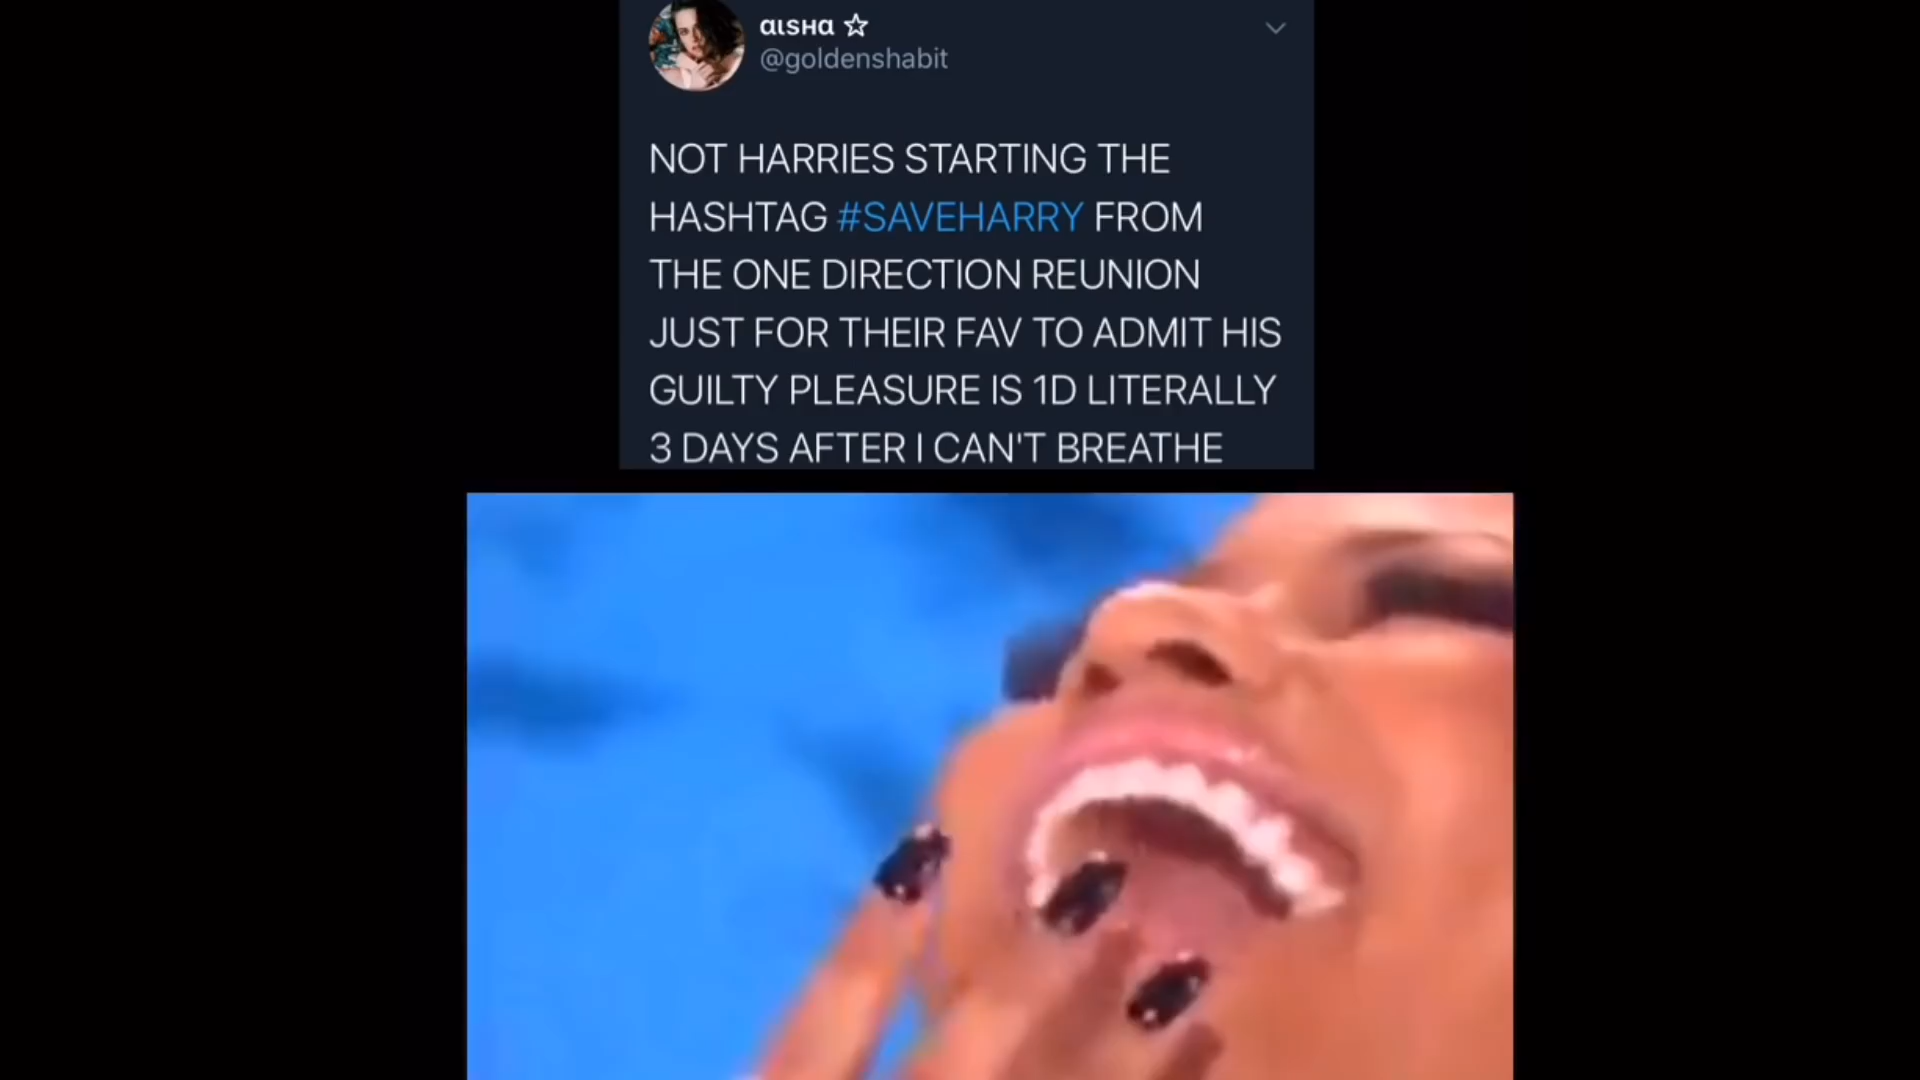 αιѕнα ☆
@goldenshabit
NOT HARRIES STARTING THE
HASHTAG #SAVEHARRY FROM
THE ONE DIRECTION REUNION
JUST FOR THEIR FAV TO ADMIT HIS
GUILTY PLEASURE IS 1D LITERALLY
3 DAYS AFTER I CAN'T BREATHE